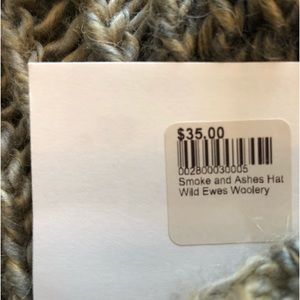 $35.00
002800030005
Smoke and Ashes Hat
Wild Ewes Woolery